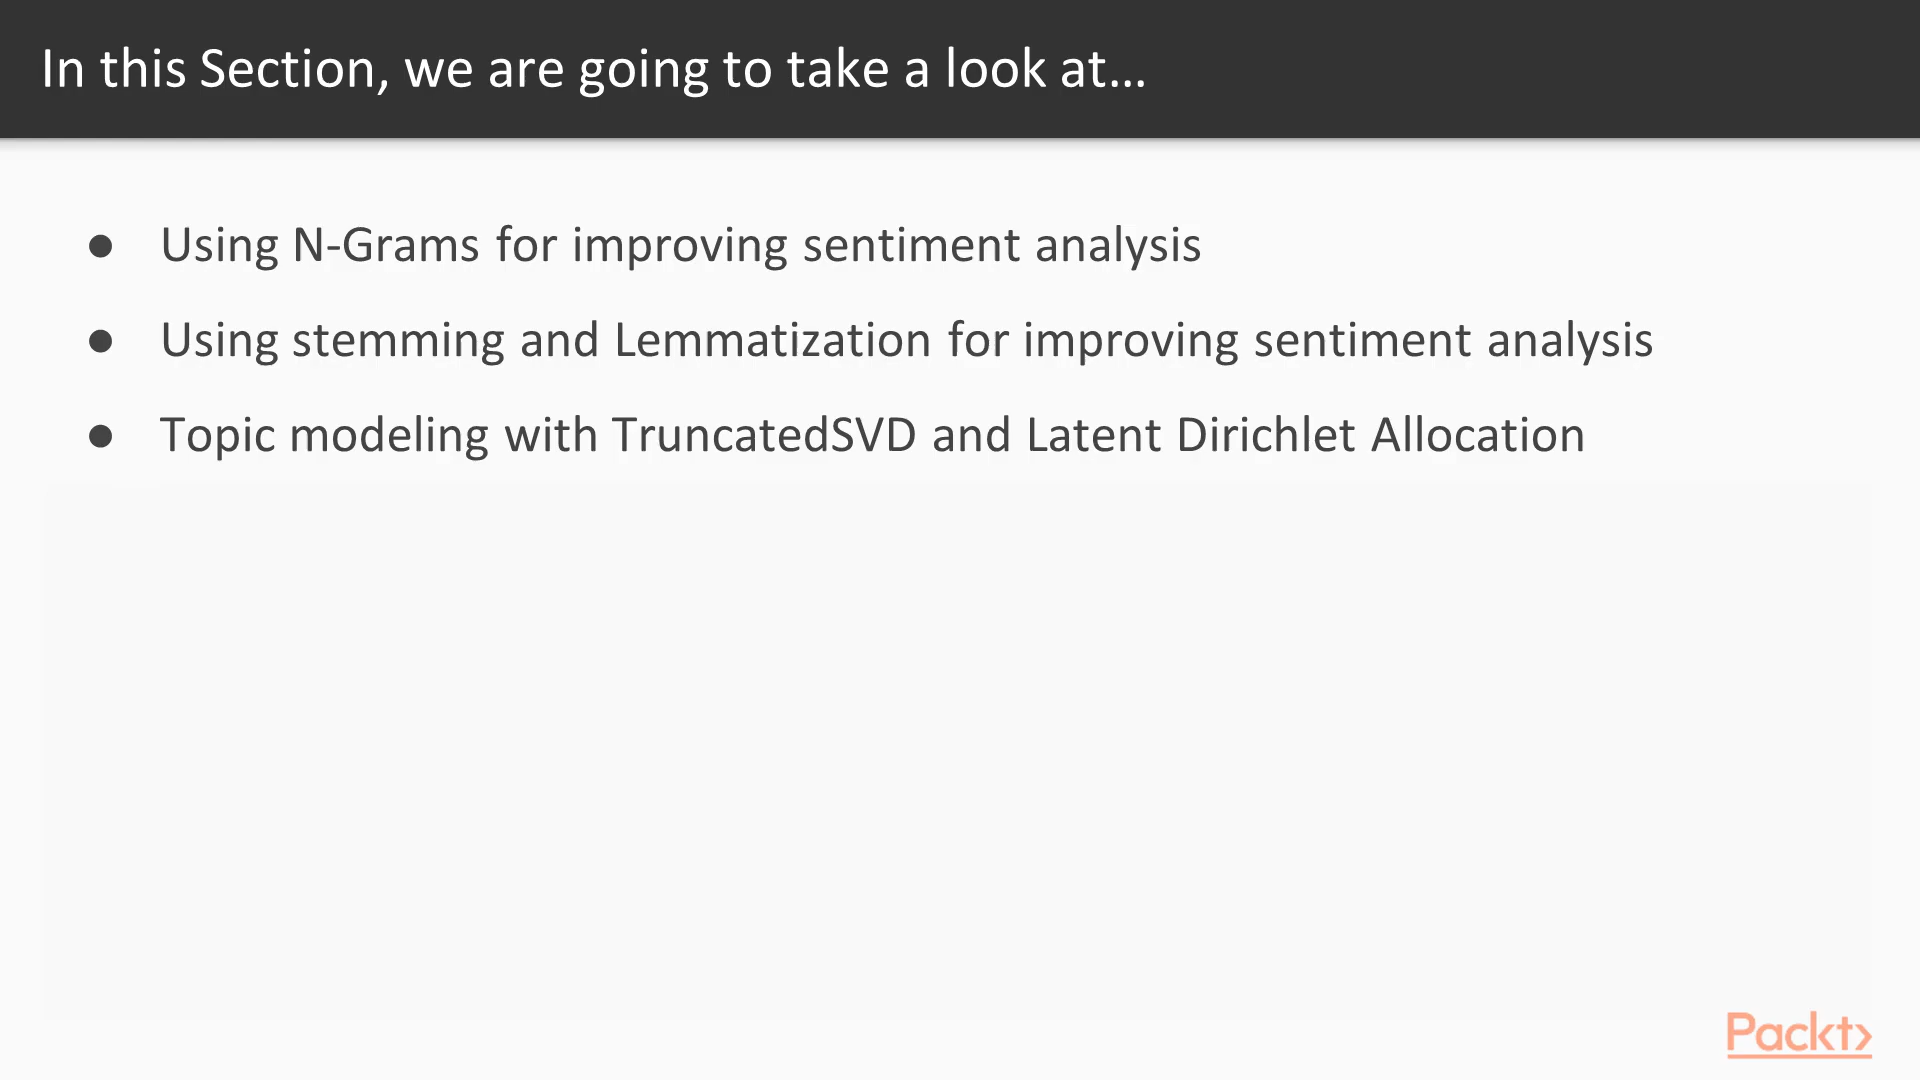 In this Section, we are going to take a look at...
● Using N-Grams for improving sentiment analysis
● Using stemming and Lemmatization for improving sentiment analysis
● Topic modeling with TruncatedSVD and Latent Dirichlet Allocation
Packt>